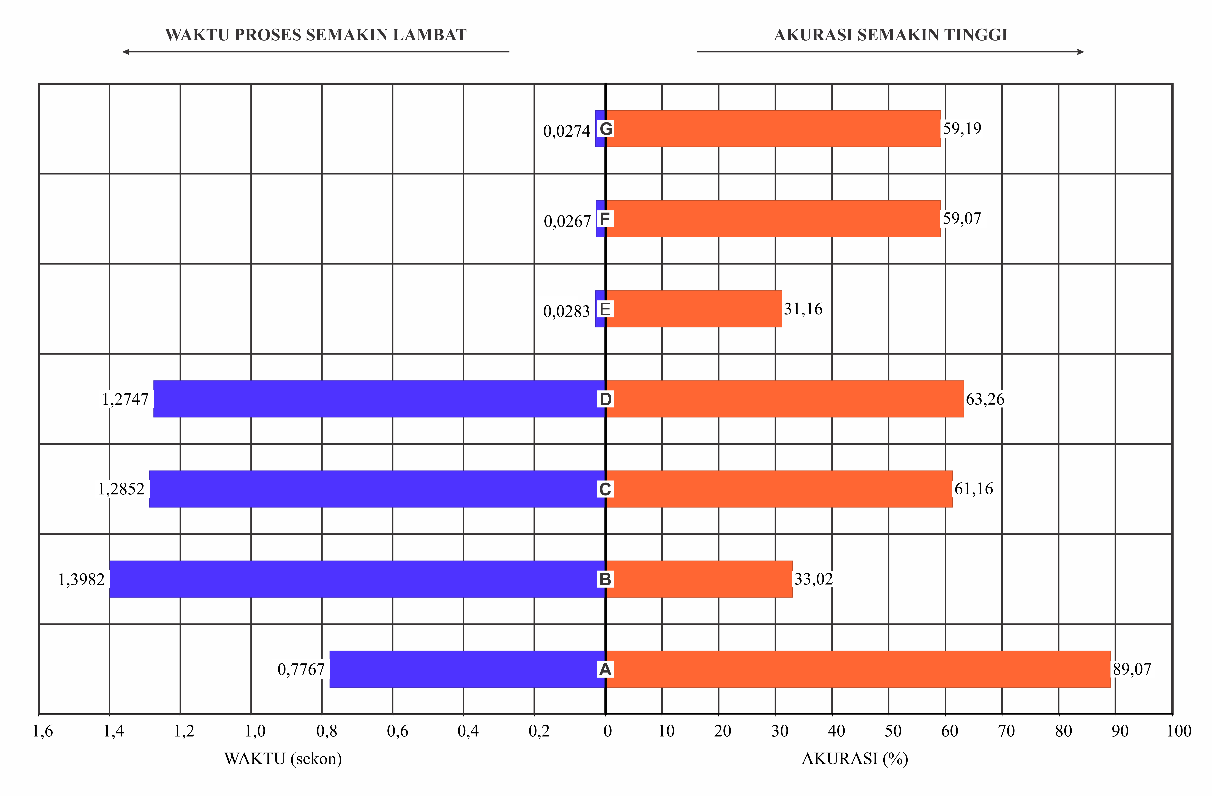 WAKTU PROSES SEMAKIN LAMBAT AKURASI SEMAKIN TINGGI
0,0274 G 59,19
0,0267 F 59,07
0,0283 E 31,16
1,2747 D 63,26
1,2852 C 61,16
1,3982 B 33,02
0,7767 A 89,07
1,6 1,4 1,2 1,0 0,8 0,6 0,4 0,2 0 10 20 30 40 50 60 70 80 90 100
WAKTU (sekon) AKURASI (%)